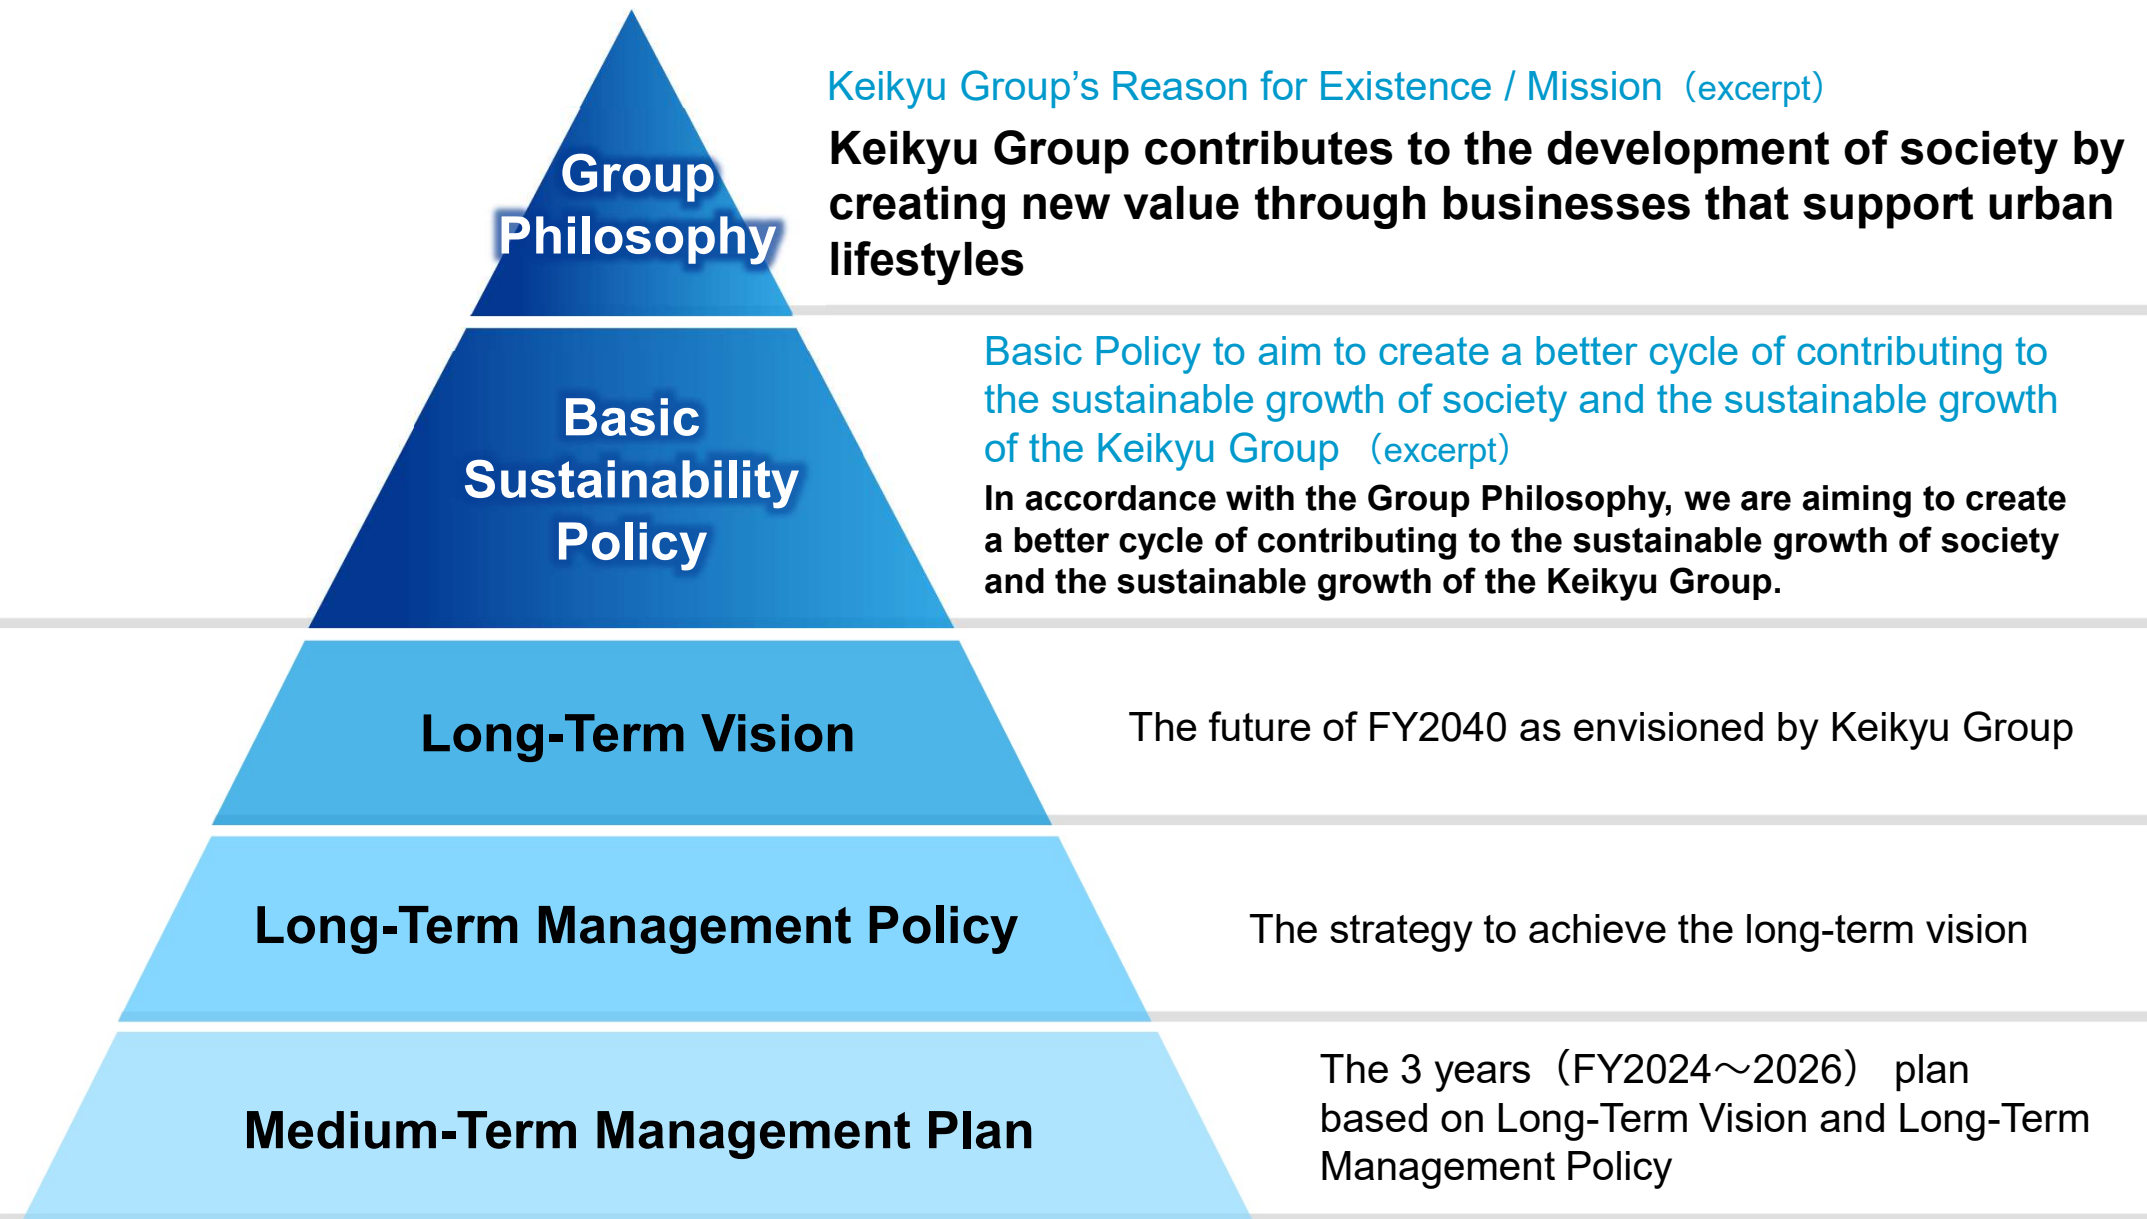 Group
Philosophy
Keikyu Group’s Reason for Existence / Mission（excerpt）
Keikyu Group contributes to the development of society by
creating new value through businesses that support urban
lifestyles
Basic
Sustainability
Policy
Basic Policy to aim to create a better cycle of contributing to
the sustainable growth of society and the sustainable growth
of the Keikyu Group （excerpt）
In accordance with the Group Philosophy, we are aiming to create
a better cycle of contributing to the sustainable growth of society
and the sustainable growth of the Keikyu Group.
Long-Term Vision
The future of FY2040 as envisioned by Keikyu Group
Long-Term Management Policy
The strategy to achieve the long-term vision
Medium-Term Management Plan
The 3 years（FY2024～2026） plan
based on Long-Term Vision and Long-Term
Management Policy